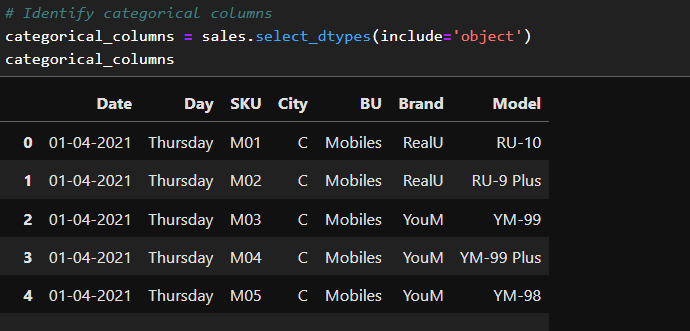 # Identify categorical columns
categorical_columns = sales.select_dtypes(include='object')
categorical_columns
Date Day SKU City BU Brand Model
0 01-04-2021 Thursday M01 C Mobiles RealU RU-10
1 01-04-2021 Thursday M02 C Mobiles RealU RU-9 Plus
2 01-04-2021 Thursday M03 C Mobiles YouM YM-99
3 01-04-2021 Thursday M04 C Mobiles YouM YM-99 Plus
4 01-04-2021 Thursday M05 C Mobiles YouM YM-98